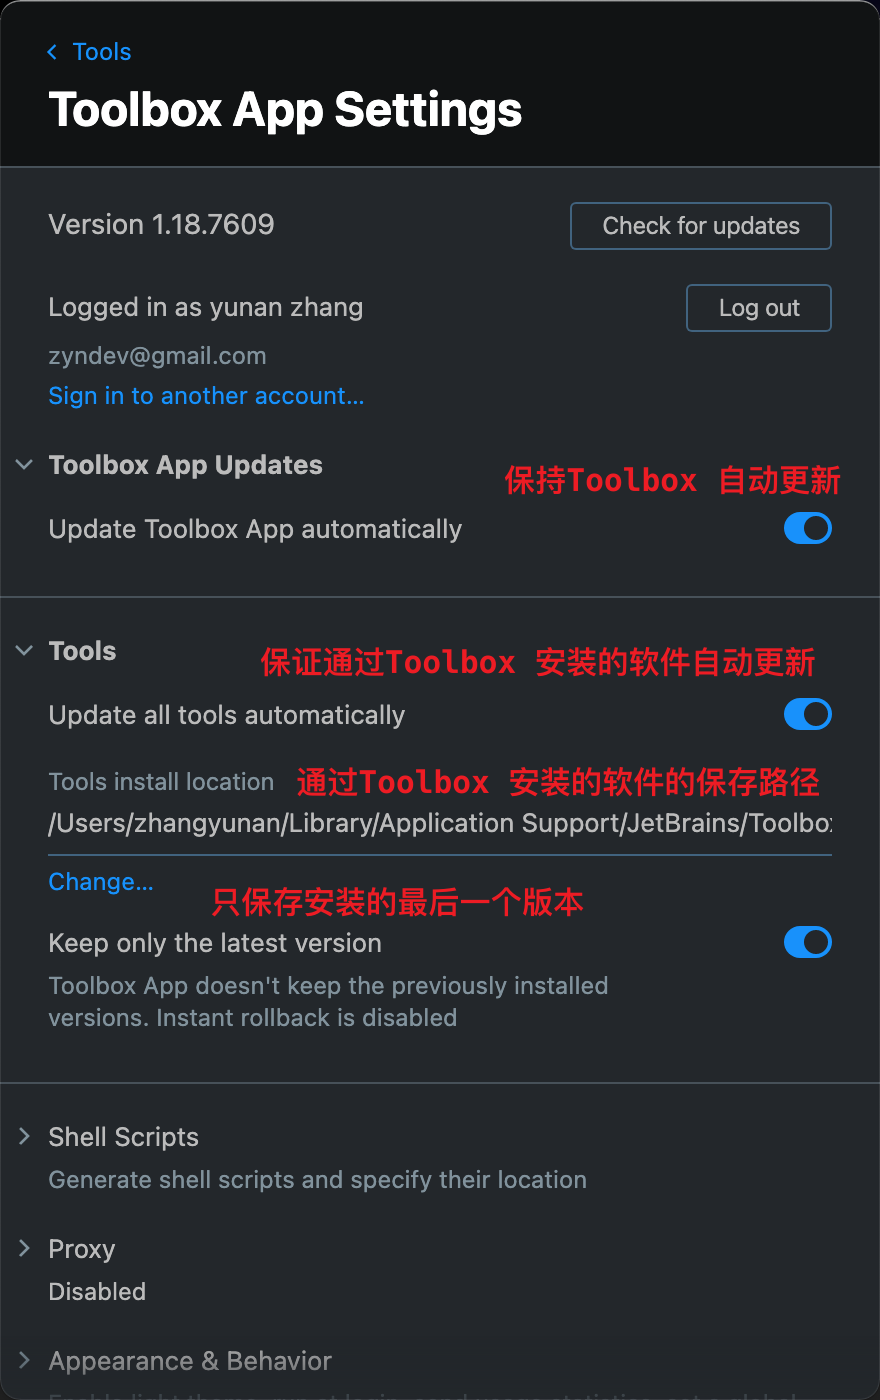 Tools
Toolbox App Settings
Version 1.18.7609
Check for updates
Logged in as yunan zhang
Log out
zyndev@gmail.com
Sign in to another account...
Toolbox App Updates
保持Toolbox 自动更新
Update Toolbox App automatically
Tools
保证通过Toolbox 安装的软件自动更新
Update all tools automatically
Tools install location
通过Toolbox 安装的软件的保存路径
/Users/zhangyunan/Library/Application Support/JetBrains/Toolbox
Change...
只保存安装的最后一个版本
Keep only the latest version
Toolbox App doesn't keep the previously installed
versions. Instant rollback is disabled
Shell Scripts
Generate shell scripts and specify their location
Proxy
Disabled
Appearance & Behavior